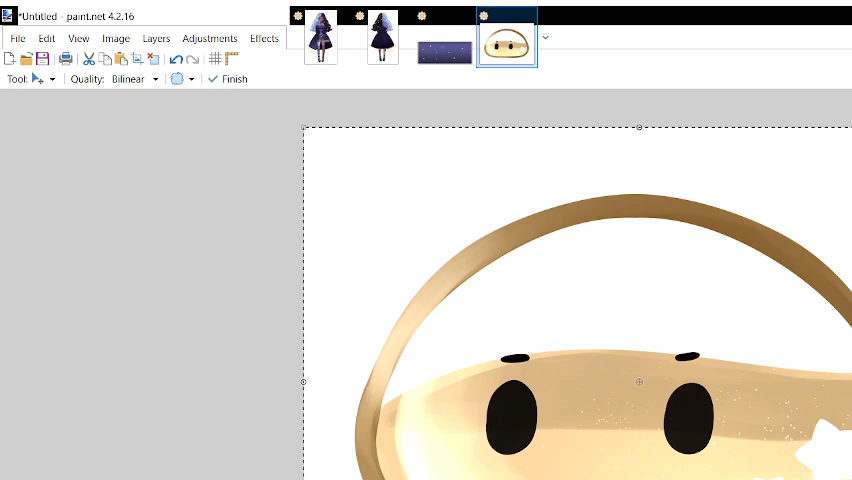 *Untitled - paint.net 4.2.16
File Edit View Image Layers Adjustments Effects
Tool: Quality: Bilinear Finish